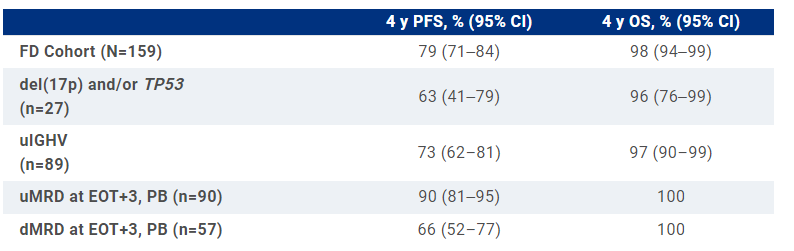 4 y PFS, % (95% CI) 4 y OS, % (95% CI)
FD Cohort (N=159) 79 (71–84) 98 (94–99)
del(17p) and/or TP53
(n=27) 63 (41–79) 96 (76–99)
uIGHV
(n=89) 73 (62–81) 97 (90–99)
uMRD at EOT+3, PB (n=90) 90 (81–95) 100
dMRD at EOT+3, PB (n=57) 66 (52–77) 100